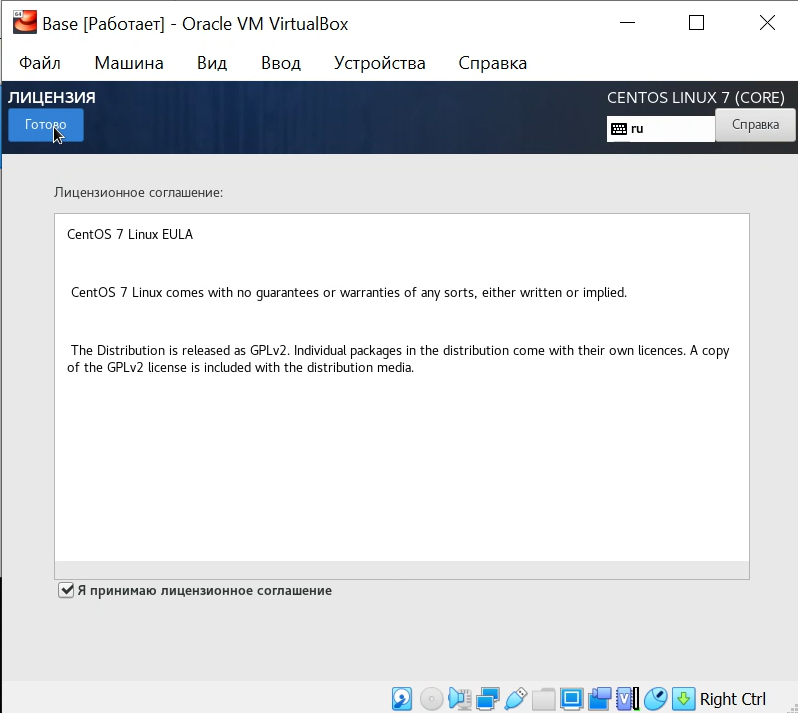 Base [Работает] - Oracle VM VirtualBox
Файл Машина Вид Ввод Устройства Справка
ЛИЦЕНЗИЯ
CENTOS LINUX 7 (CORE)
Готово
ru
Справка
Лицензионное соглашение:
CentOS 7 Linux EULA
CentOS 7 Linux comes with no guarantees or warranties of any sorts, either written or implied.
The Distribution is released as GPLv2. Individual packages in the distribution come with their own licences. A copy
of the GPLv2 license is included with the distribution media.
Я принимаю лицензионное соглашение
Right Ctrl